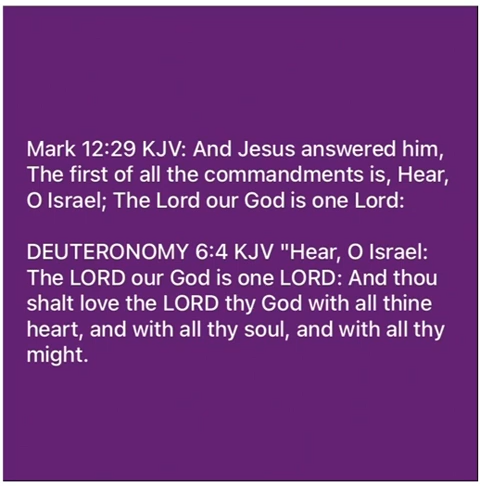 Mark 12:29 KJV: And Jesus answered him,
The first of all the commandments is, Hear,
O Israel; The Lord our God is one Lord:
DEUTERONOMY 6:4 KJV "Hear, O Israel:
The LORD our God is one LORD: And thou
shalt love the LORD thy God with all thine
heart, and with all thy soul, and with all thy
might.